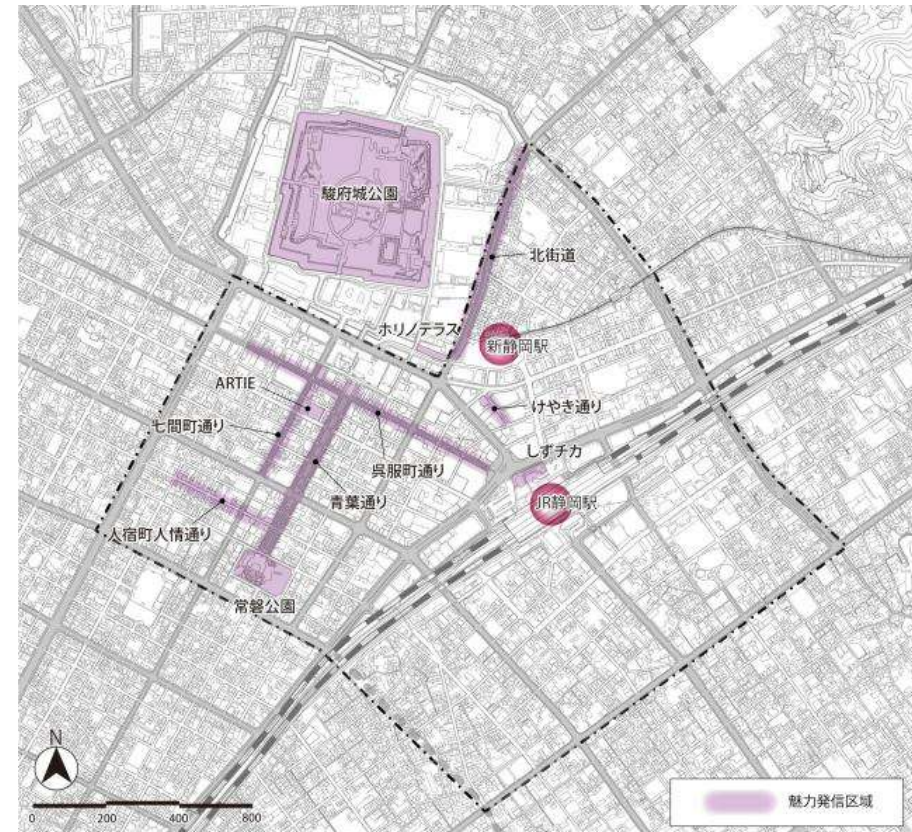 駿府城公園
北街道
ホリノテラス
新静岡駅
ARTIE
けやき通り
七間町通り
しずチカ
呉服町通り
青葉通り
JR静岡駅
人宿町人情通り
常磐公園
N
0 200 400 800
魅力発信区域